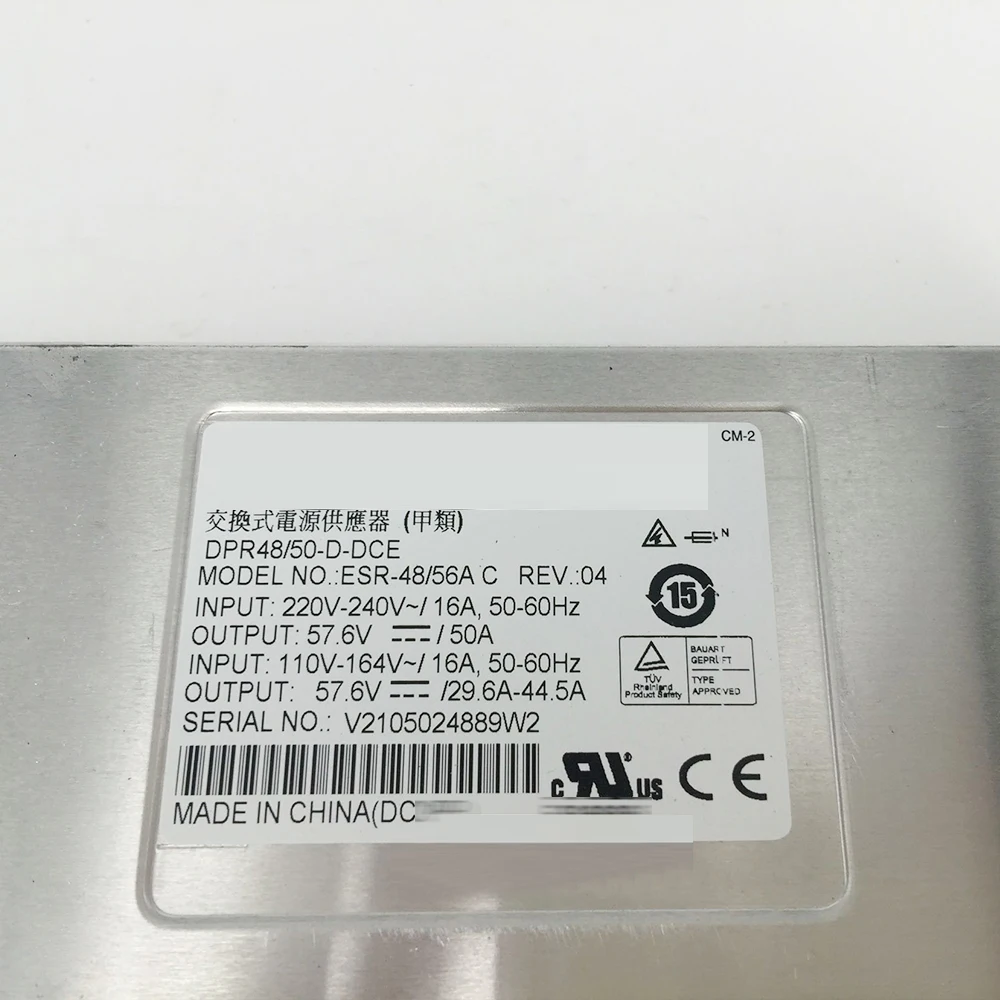 CM-2
交換式電源供應器 (甲類)
DPR48/50-D-DCE
MODEL NO.:ESR-48/56A C REV.:04
INPUT: 220V-240V~/ 16A, 50-60Hz
OUTPUT: 57.6V ⎓ / 50A
INPUT: 110V-164V~/ 16A, 50-60Hz
OUTPUT: 57.6V ⎓ /29.6A-44.5A
SERIAL NO.: V2105024889W2
MADE IN CHINA(DC
N
15
TÜV
Rheinland
Product Safety
BAUART
GEPRÜFT
TYPE
APPROVED
c RU ® US CE